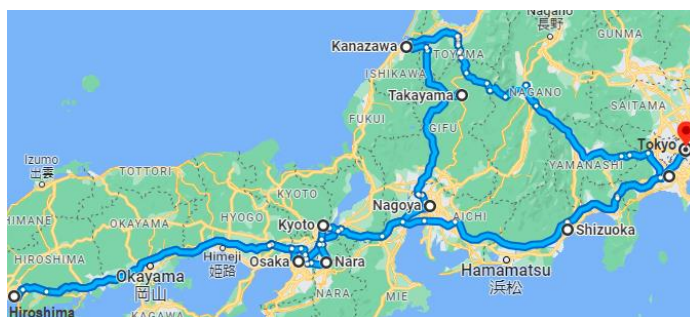 Kanazawa
TOYAMA
Nagano
長野
GUNMA
ISHIKAWA
Takayama
NAGANO
SAITAMA
FUKUI
GIFU
Tokyo
Izumo
出雲
TOTTORI
KYOTO
YAMANASHI
Nagoya
AICHI
SHIMANE
OKAYAMA
HYOGO
Kyoto
Shizuoka
HIROSHIMA
Himeji
姫路
Osaka
Nara
Okayama
岡山
Hamamatsu
浜松
NARA
MIE
Hiroshima
KAGAWA